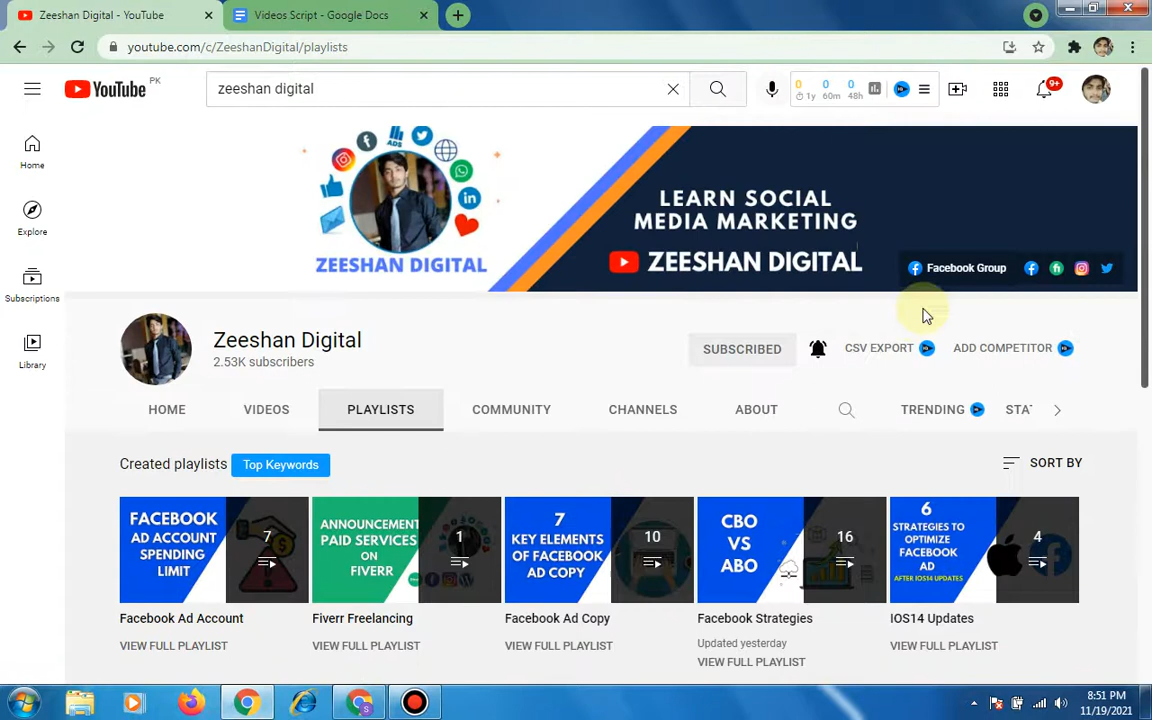 Zeeshan Digital - YouTube
Videos Script - Google Docs
youtube.com/c/ZeeshanDigital/playlists
YouTube PK
zeeshan digital
0 0 0
1y 60m 48h
9+
Home
Explore
Subscriptions
Library
ADS
ZEESHAN DIGITAL
LEARN SOCIAL
MEDIA MARKETING
ZEESHAN DIGITAL
Facebook Group
Zeeshan Digital
2.53K subscribers
SUBSCRIBED
CSV EXPORT
ADD COMPETITOR
HOME
VIDEOS
PLAYLISTS
COMMUNITY
CHANNELS
ABOUT
TRENDING
STAT
Created playlists
Top Keywords
SORT BY
FACEBOOK
AD ACCOUNT
SPENDING
LIMIT
7
ANNOUNCEMENT
PAID SERVICES
ON
FIVERR
1
7
KEY ELEMENTS
OF FACEBOOK
AD COPY
10
CBO
VS
ABO
16
6
STRATEGIES TO
OPTIMIZE
FACEBOOK
AD
AFTER IOS14 UPDATES
4
Facebook Ad Account
VIEW FULL PLAYLIST
Fiverr Freelancing
VIEW FULL PLAYLIST
Facebook Ad Copy
VIEW FULL PLAYLIST
Facebook Strategies
Updated yesterday
VIEW FULL PLAYLIST
IOS14 Updates
VIEW FULL PLAYLIST
8:51 PM
11/19/2021